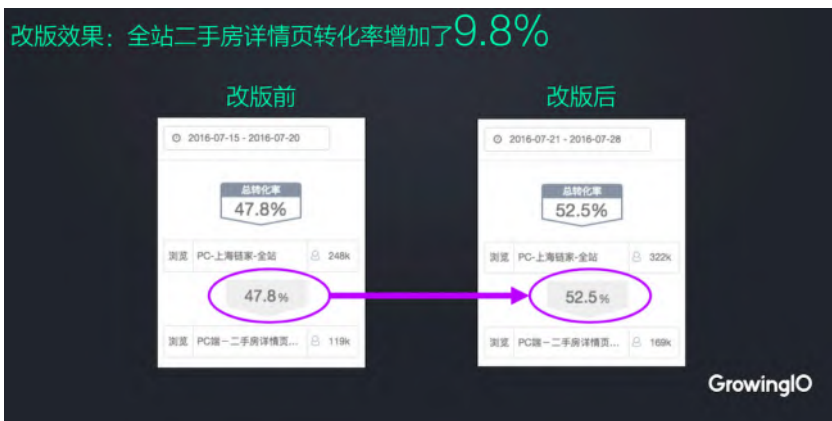 改版效果：全站二手房详情页转化率增加了9.8%
改版前
2016-07-15 - 2016-07-20
总转化率
47.8%
浏览 PC-上海链家-全站 248k
47.8%
浏览 PC端－二手房详情页... 119k
改版后
2016-07-21 - 2016-07-28
总转化率
52.5%
浏览 PC-上海链家-全站 322k
52.5%
浏览 PC端－二手房详情页... 169k
GrowingIO